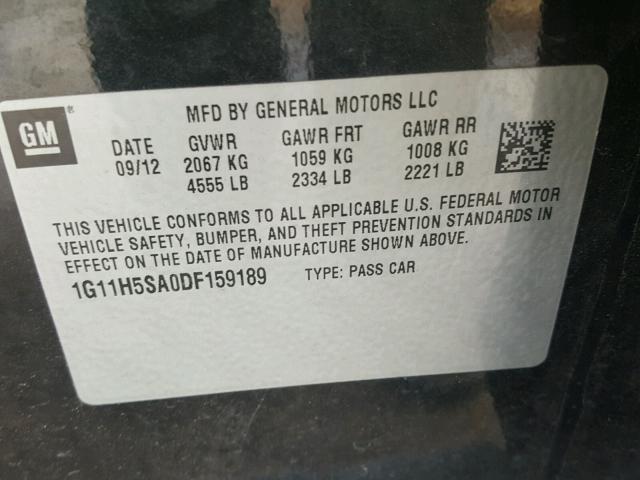 GM
®
MFD BY GENERAL MOTORS LLC
DATE GVWR GAWR FRT GAWR RR
09/12 2067 KG 1059 KG 1008 KG
4555 LB 2334 LB 2221 LB
THIS VEHICLE CONFORMS TO ALL APPLICABLE U.S. FEDERAL MOTOR
VEHICLE SAFETY, BUMPER, AND THEFT PREVENTION STANDARDS IN
EFFECT ON THE DATE OF MANUFACTURE SHOWN ABOVE.
1G11H5SA0DF159189 TYPE: PASS CAR